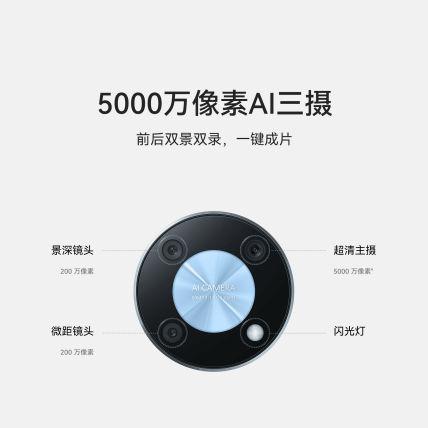 5000万像素AI三摄
前后双景双录，一键成片
景深镜头
200 万像素
超清主摄
5000 万像素*
AI CAMERA
微距镜头
200 万像素
闪光灯